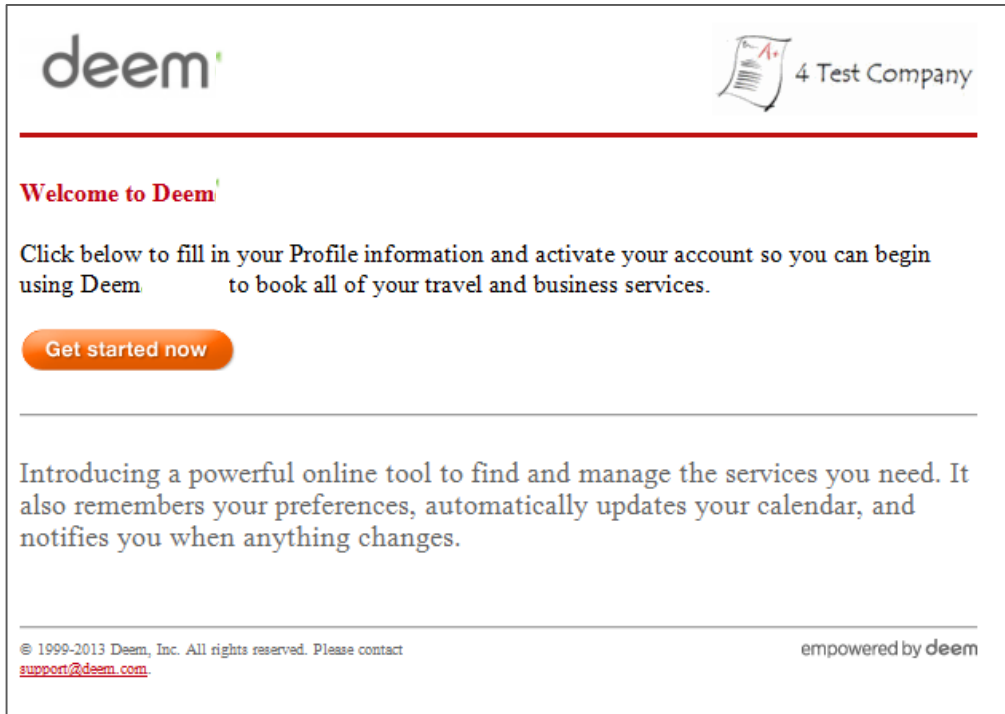 deem
A+
4 Test Company
Welcome to Deem
Click below to fill in your Profile information and activate your account so you can begin
using Deem to book all of your travel and business services.
Get started now
Introducing a powerful online tool to find and manage the services you need. It
also remembers your preferences, automatically updates your calendar, and
notifies you when anything changes.
© 1999-2013 Deem, Inc. All rights reserved. Please contact
support@deem.com.
empowered by deem